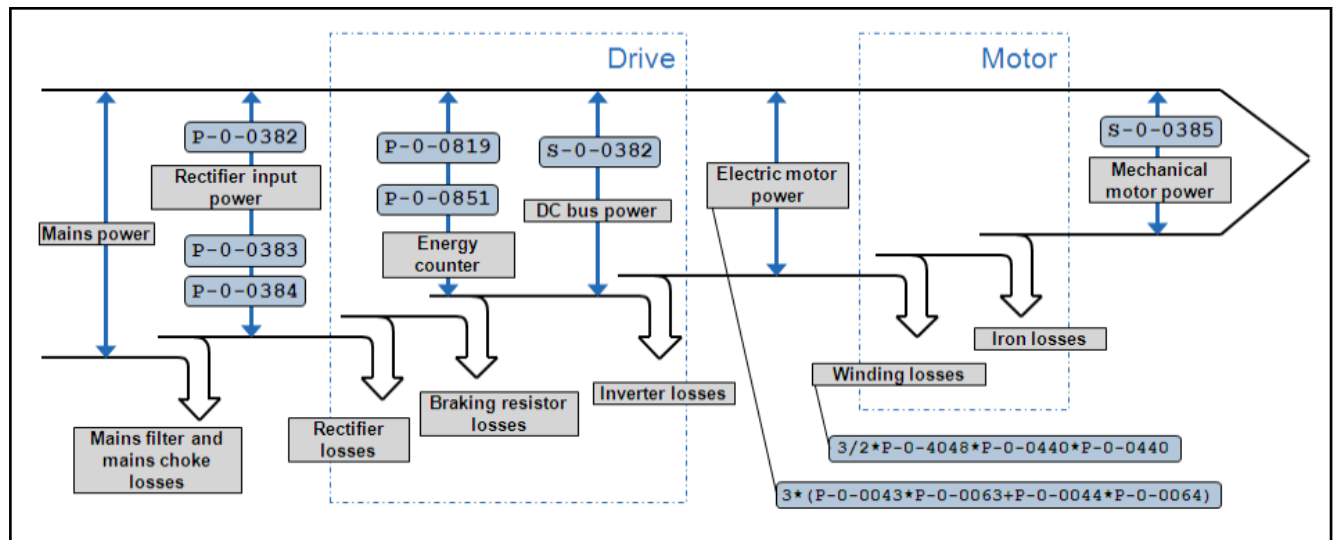 Drive
Motor
P-0-0382
Rectifier input
power
P-0-0383
P-0-0384
Mains power
P-0-0819
P-0-0851
Energy
counter
S-0-0382
DC bus power
Electric motor
power
S-0-0385
Mechanical
motor power
Mains filter and
mains choke
losses
Rectifier
losses
Braking resistor
losses
Inverter losses
Winding losses
Iron losses
3/2*P-0-4048*P-0-0440*P-0-0440
3*(P-0-0043*P-0-0063+P-0-0044*P-0-0064)